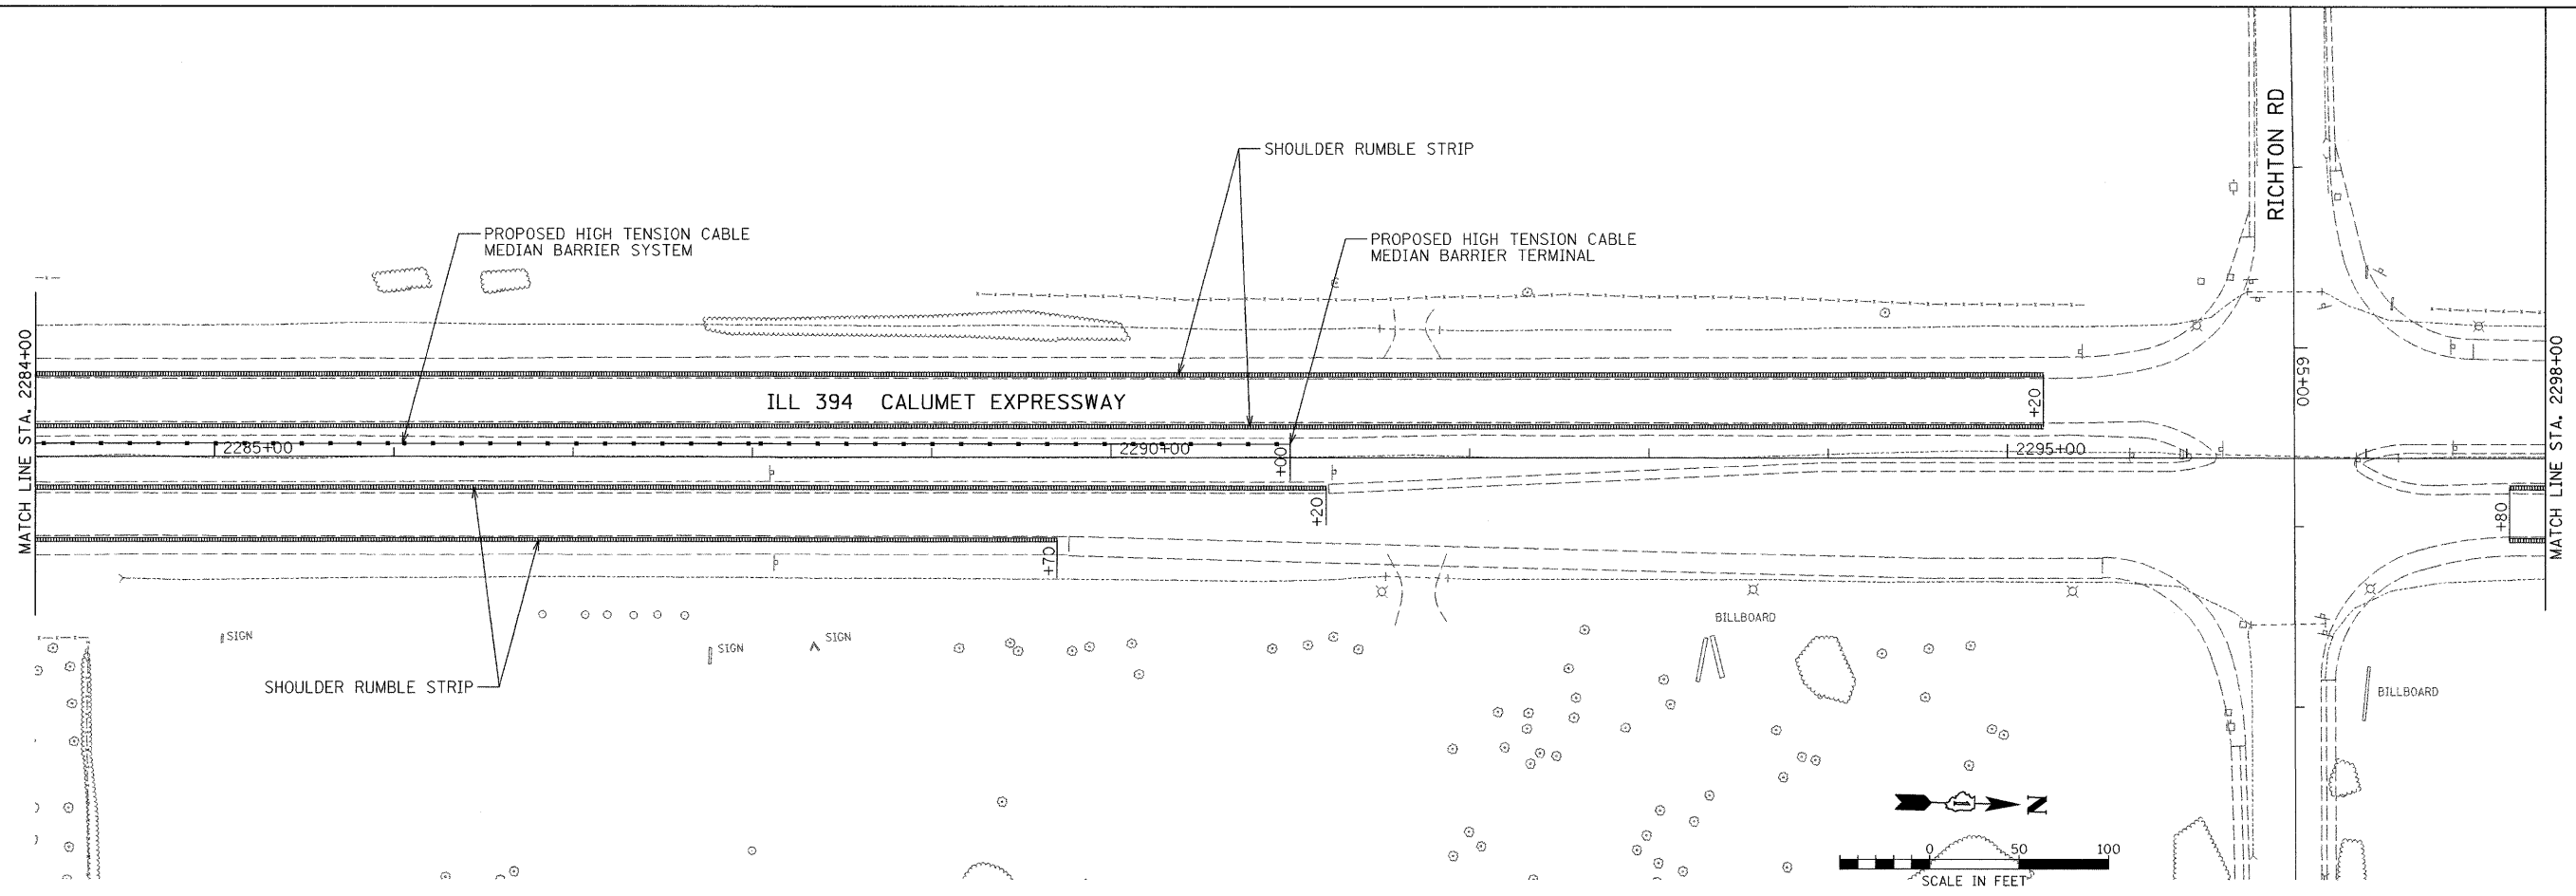 RICHTON RD
SHOULDER RUMBLE STRIP
PROPOSED HIGH TENSION CABLE
MEDIAN BARRIER SYSTEM
PROPOSED HIGH TENSION CABLE
MEDIAN BARRIER TERMINAL
MATCH LINE STA. 2284+00
MATCH LINE STA. 2298+00
65+00
ILL 394 CALUMET EXPRESSWAY
+20
2285+00
2290+00
+00
2295+00
+20
+80
+70
SIGN
SIGN
SIGN
BILLBOARD
SHOULDER RUMBLE STRIP
BILLBOARD
N
0 50 100
SCALE IN FEET